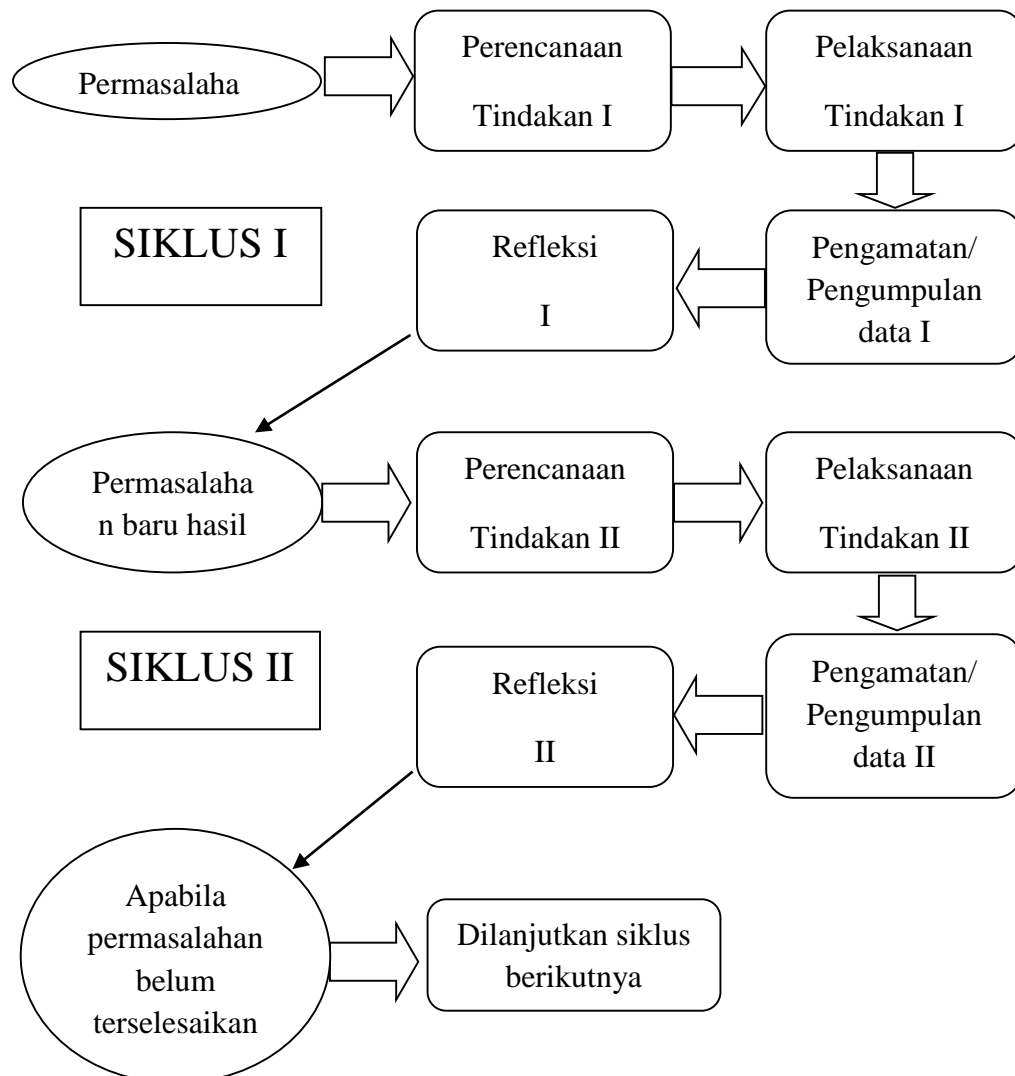 Permasalaha
Perencanaan
Tindakan I
Pelaksanaan
Tindakan I
SIKLUS I
Refleksi
I
Pengamatan/
Pengumpulan
data I
Permasalaha
n baru hasil
Perencanaan
Tindakan II
Pelaksanaan
Tindakan II
SIKLUS II
Refleksi
II
Pengamatan/
Pengumpulan
data II
Apabila
permasalahan
belum
terselesaikan
Dilanjutkan siklus
berikutnya